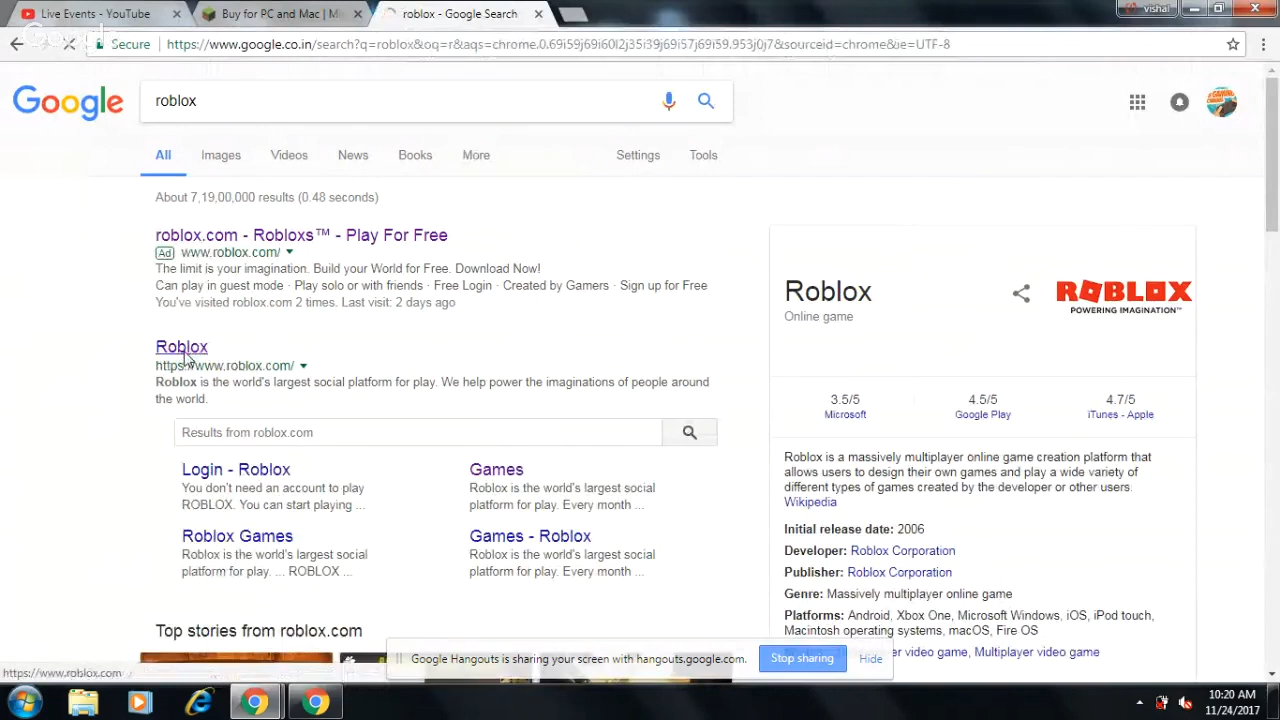 Live Events - YouTube
Buy for PC and Mac | M
roblox - Google Search
vishal
Google
Secure
https://www.google.co.in/search?q=roblox&oq=r&aqs=chrome.0.69i59j69i60l2j35i39j69i57j69i59.953j0j7&sourceid=chrome&ie=UTF-8
Google
roblox
All Images Videos News Books More Settings Tools
About 7,19,00,000 results (0.48 seconds)
roblox.com - Robloxs™ - Play For Free
Ad www.roblox.com/
The limit is your imagination. Build your World for Free. Download Now!
Can play in guest mode · Play solo or with friends · Free Login · Created by Gamers · Sign up for Free
You've visited roblox.com 2 times. Last visit: 2 days ago
Roblox
https://www.roblox.com/
Roblox is the world's largest social platform for play. We help power the imaginations of people around
the world.
Results from roblox.com
Login - Roblox
You don't need an account to play
ROBLOX. You can start playing ...
Games
Roblox is the world's largest social
platform for play. Every month ...
Roblox Games
Roblox is the world's largest social
platform for play. ... ROBLOX ...
Games - Roblox
Roblox is the world's largest social
platform for play. Every month ...
Top stories from roblox.com
Roblox
Online game
ROBLOX
POWERING IMAGINATION™
3.5/5 4.5/5 4.7/5
Microsoft Google Play iTunes - Apple
Roblox is a massively multiplayer online game creation platform that
allows users to design their own games and play a wide variety of
different types of games created by the developer or other users.
Wikipedia
Initial release date: 2006
Developer: Roblox Corporation
Publisher: Roblox Corporation
Genre: Massively multiplayer online game
Platforms: Android, Xbox One, Microsoft Windows, iOS, iPod touch,
Macintosh operating systems, macOS, Fire OS
video game, Multiplayer video game
Google Hangouts is sharing your screen with hangouts.google.com.
Stop sharing
Hide
https://www.roblox.com
10:20 AM
11/24/2017